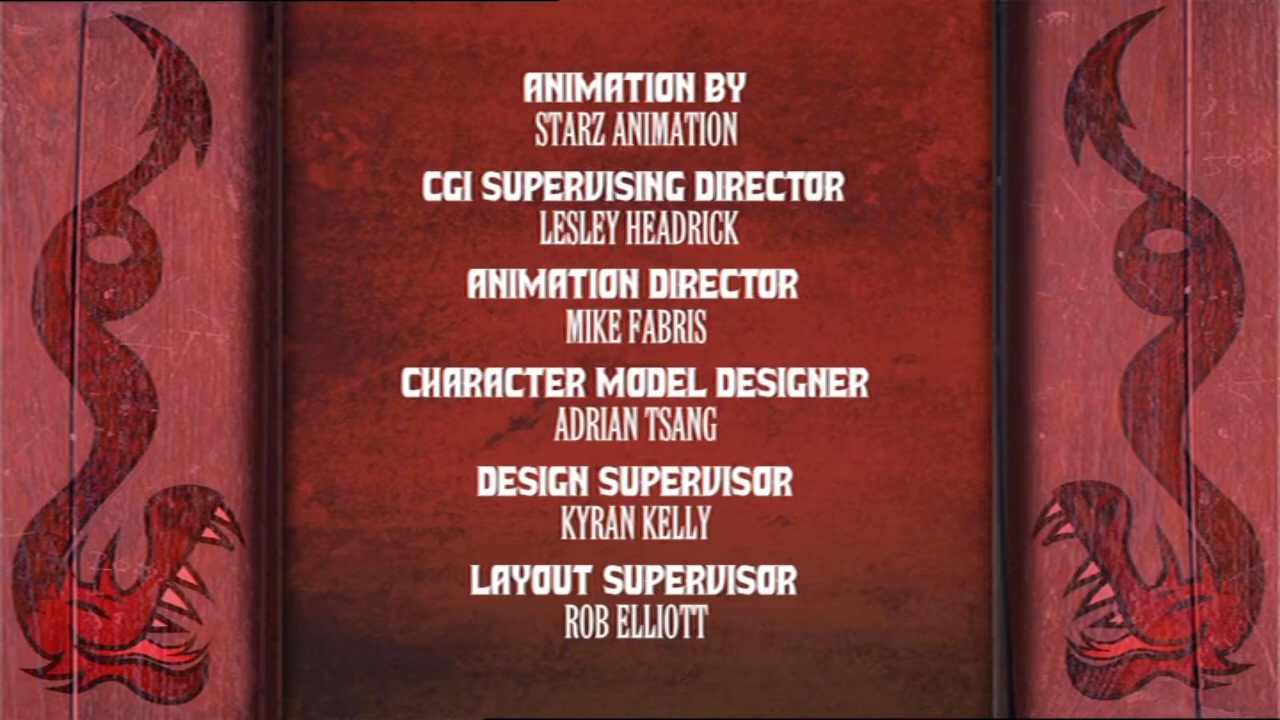 ANIMATION BY
STARZ ANIMATION
CGI SUPERVISING DIRECTOR
LESLEY HEADRICK
ANIMATION DIRECTOR
MIKE FABRIS
CHARACTER MODEL DESIGNER
ADRIAN TSANG
DESIGN SUPERVISOR
KYRAN KELLY
LAYOUT SUPERVISOR
ROB ELLIOTT